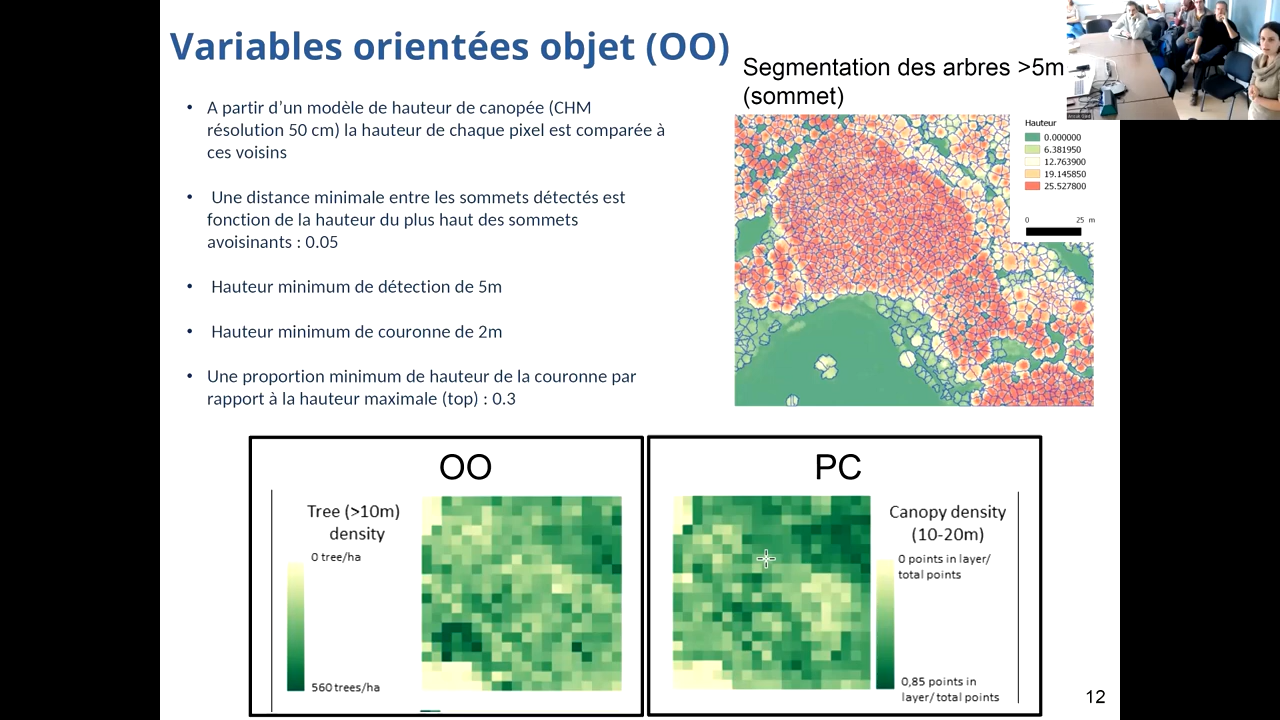 Variables orientées objet (OO)
Segmentation des arbres >5m
(sommet)
• A partir d'un modèle de hauteur de canopée (CHM
résolution 50 cm) la hauteur de chaque pixel est comparée à
ces voisins
• Une distance minimale entre les sommets détectés est
fonction de la hauteur du plus haut des sommets
avoisinants : 0.05
• Hauteur minimum de détection de 5m
• Hauteur minimum de couronne de 2m
• Une proportion minimum de hauteur de la couronne par
rapport à la hauteur maximale (top) : 0.3
Hauteur
0.000000
6.381950
12.763900
19.145850
25.527800
0 25 m
OO
Tree (>10m)
density
0 tree/ha
560 trees/ha
PC
Canopy density
(10-20m)
0 points in layer/
total points
0,85 points in
layer/ total points
12